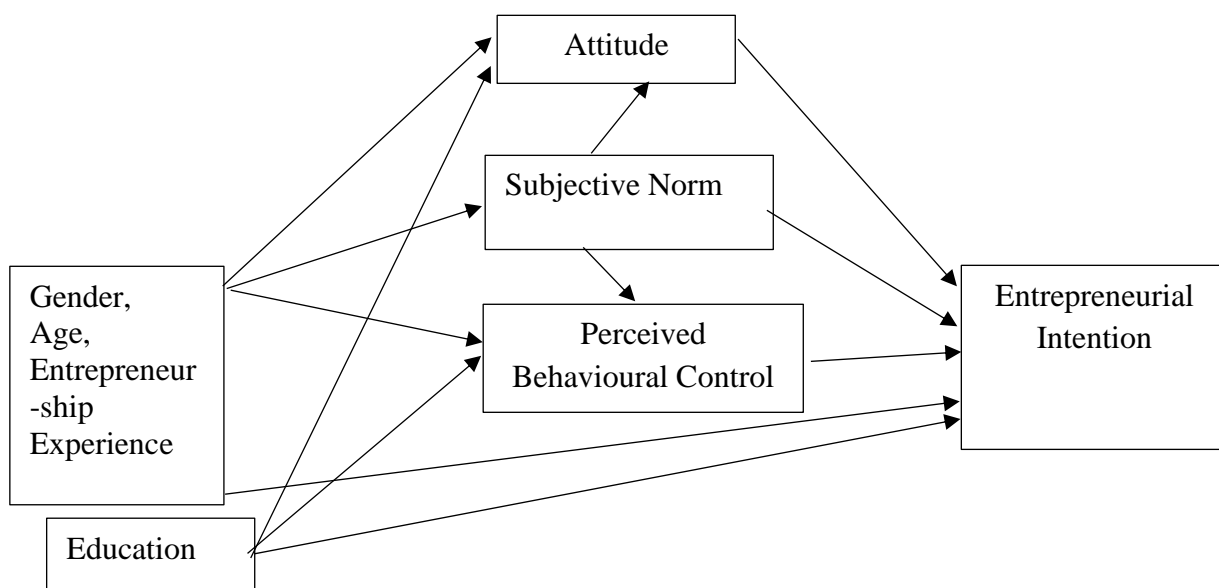 Attitude
Subjective Norm
Gender,
Age,
Entrepreneur
-ship
Experience
Perceived
Behavioural Control
Entrepreneurial
Intention
Education